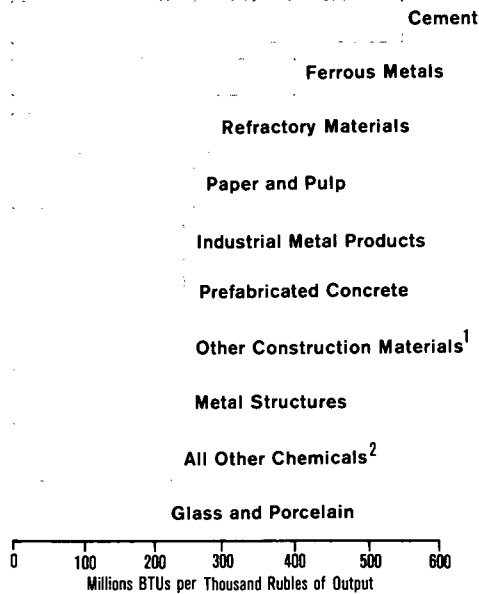 Cement
Ferrous Metals
Refractory Materials
Paper and Pulp
Industrial Metal Products
Prefabricated Concrete
Other Construction Materials¹
Metal Structures
All Other Chemicals²
Glass and Porcelain
0 100 200 300 400 500 600
Millions BTUs per Thousand Rubles of Output